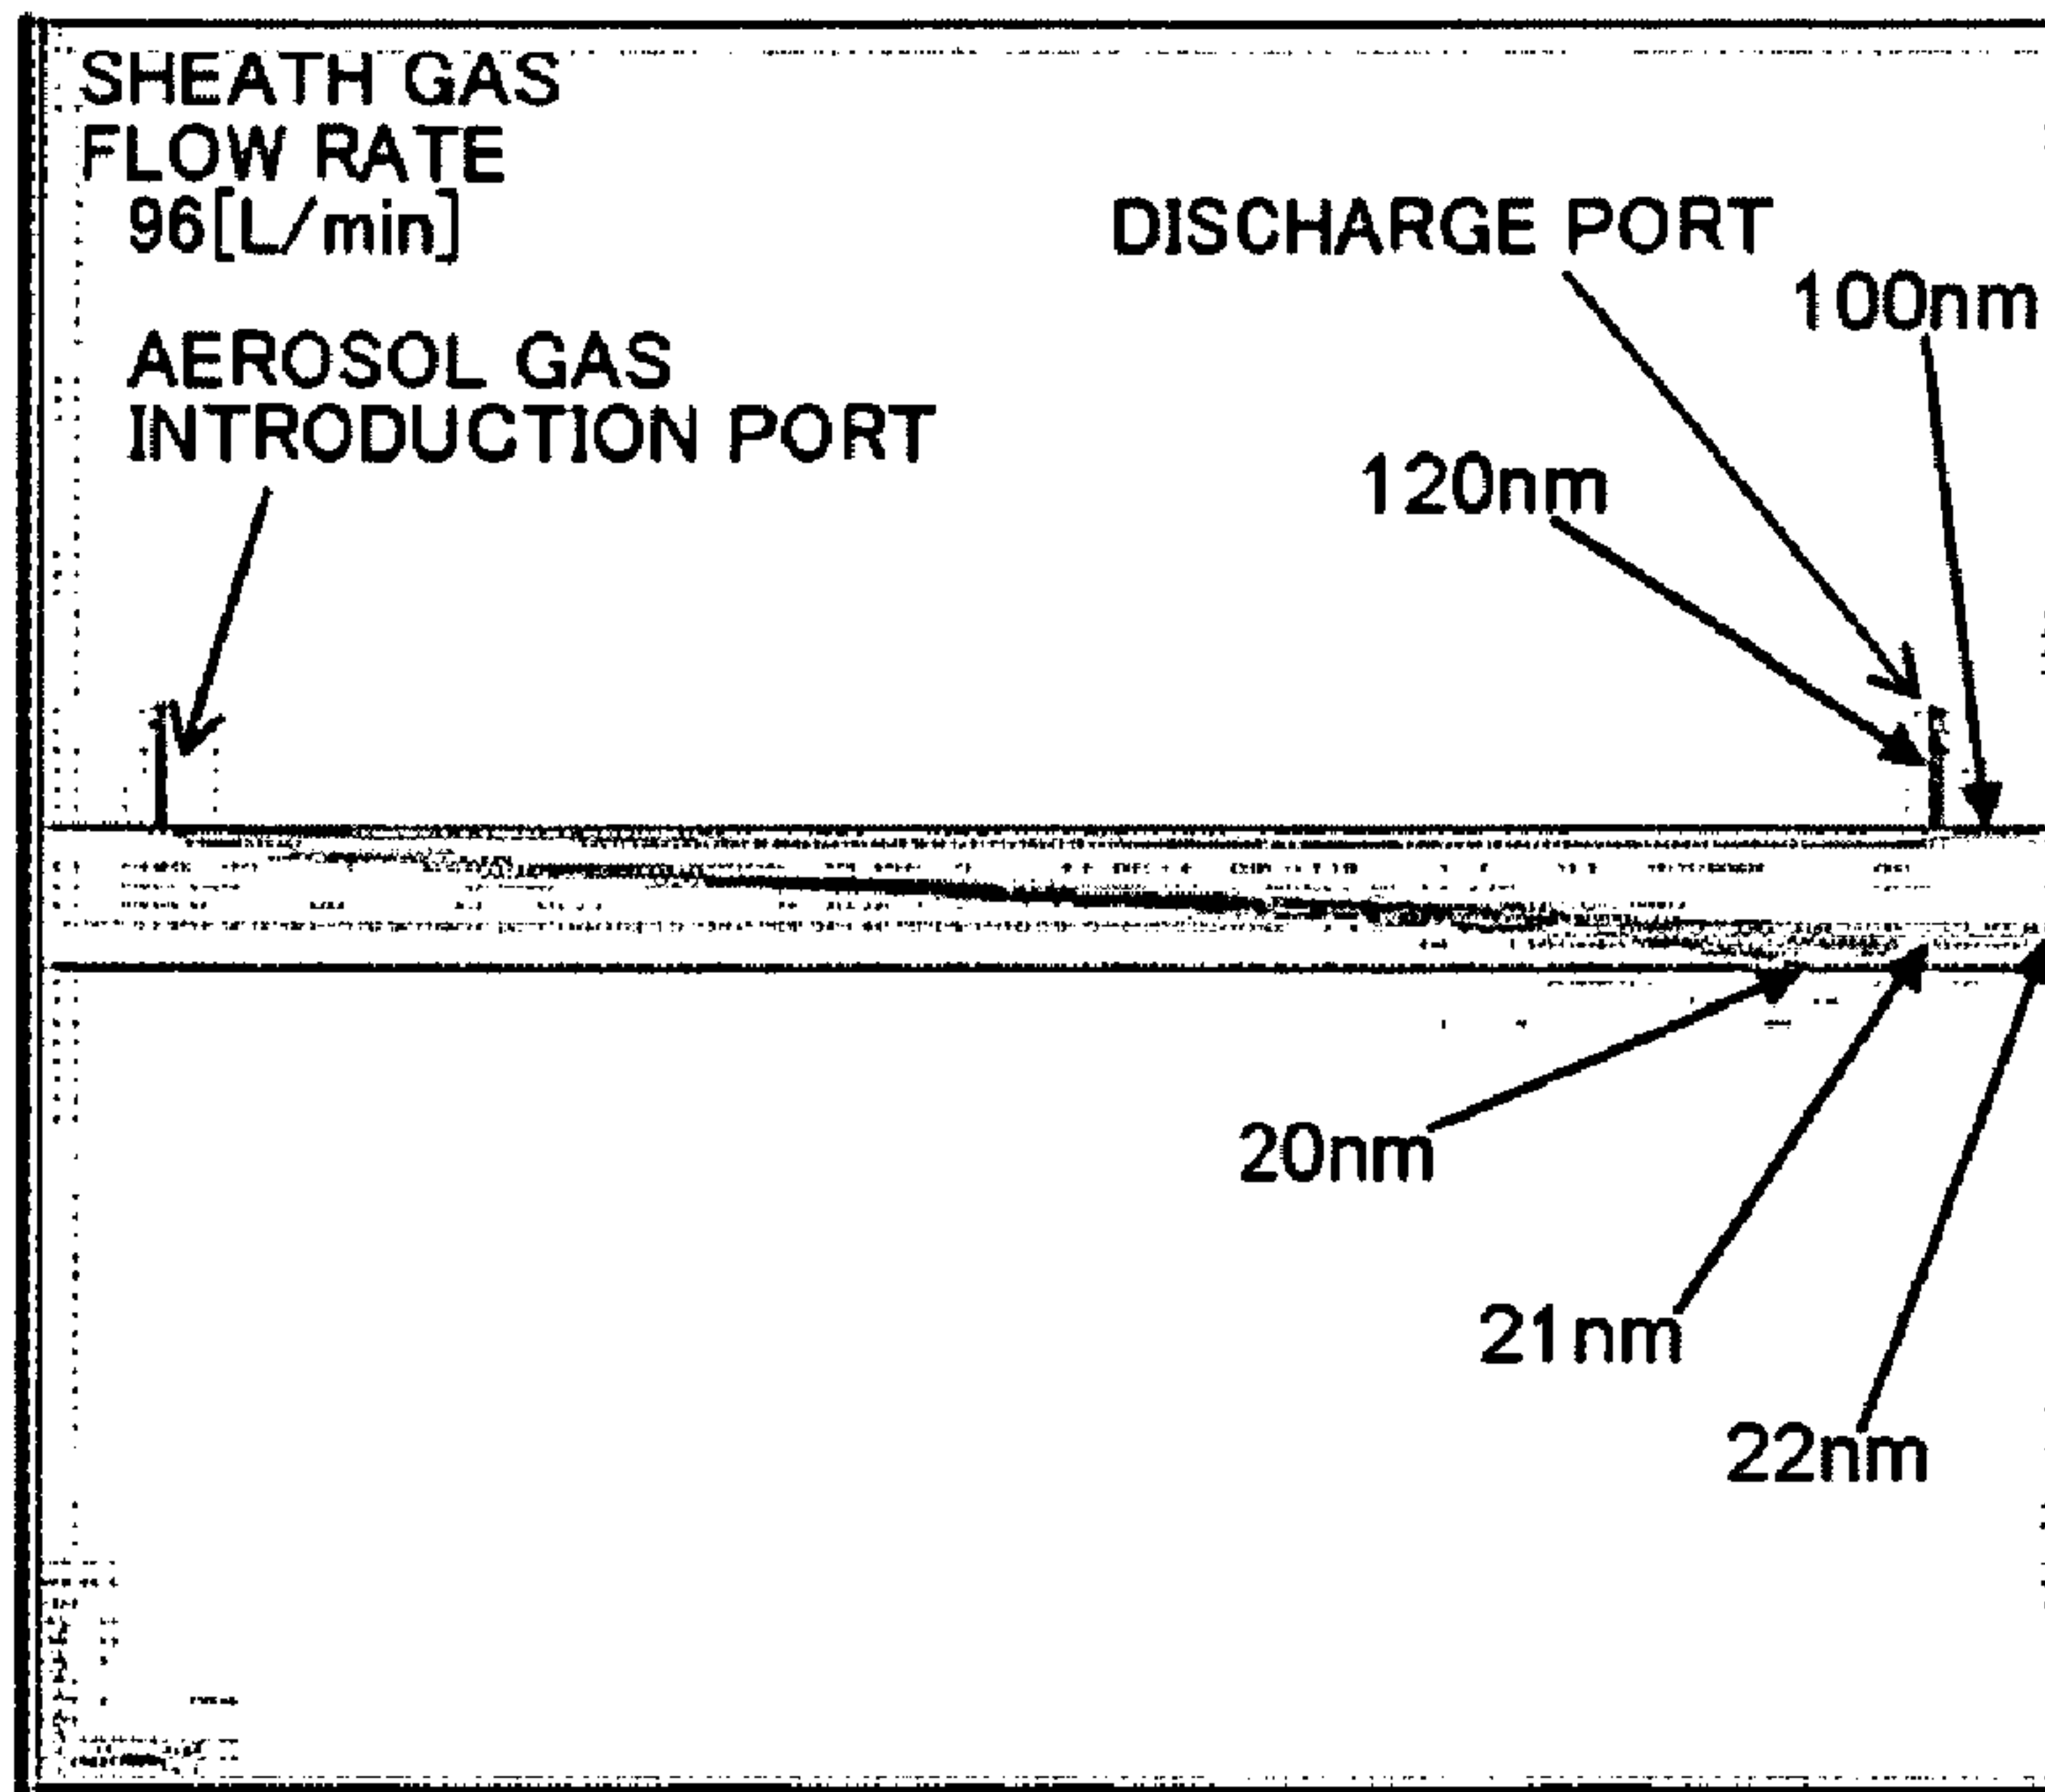 SHEATH GAS
FLOW RATE
96[L/min]
DISCHARGE PORT
100nm
AEROSOL GAS
INTRODUCTION PORT
120nm
20nm
21nm
22nm